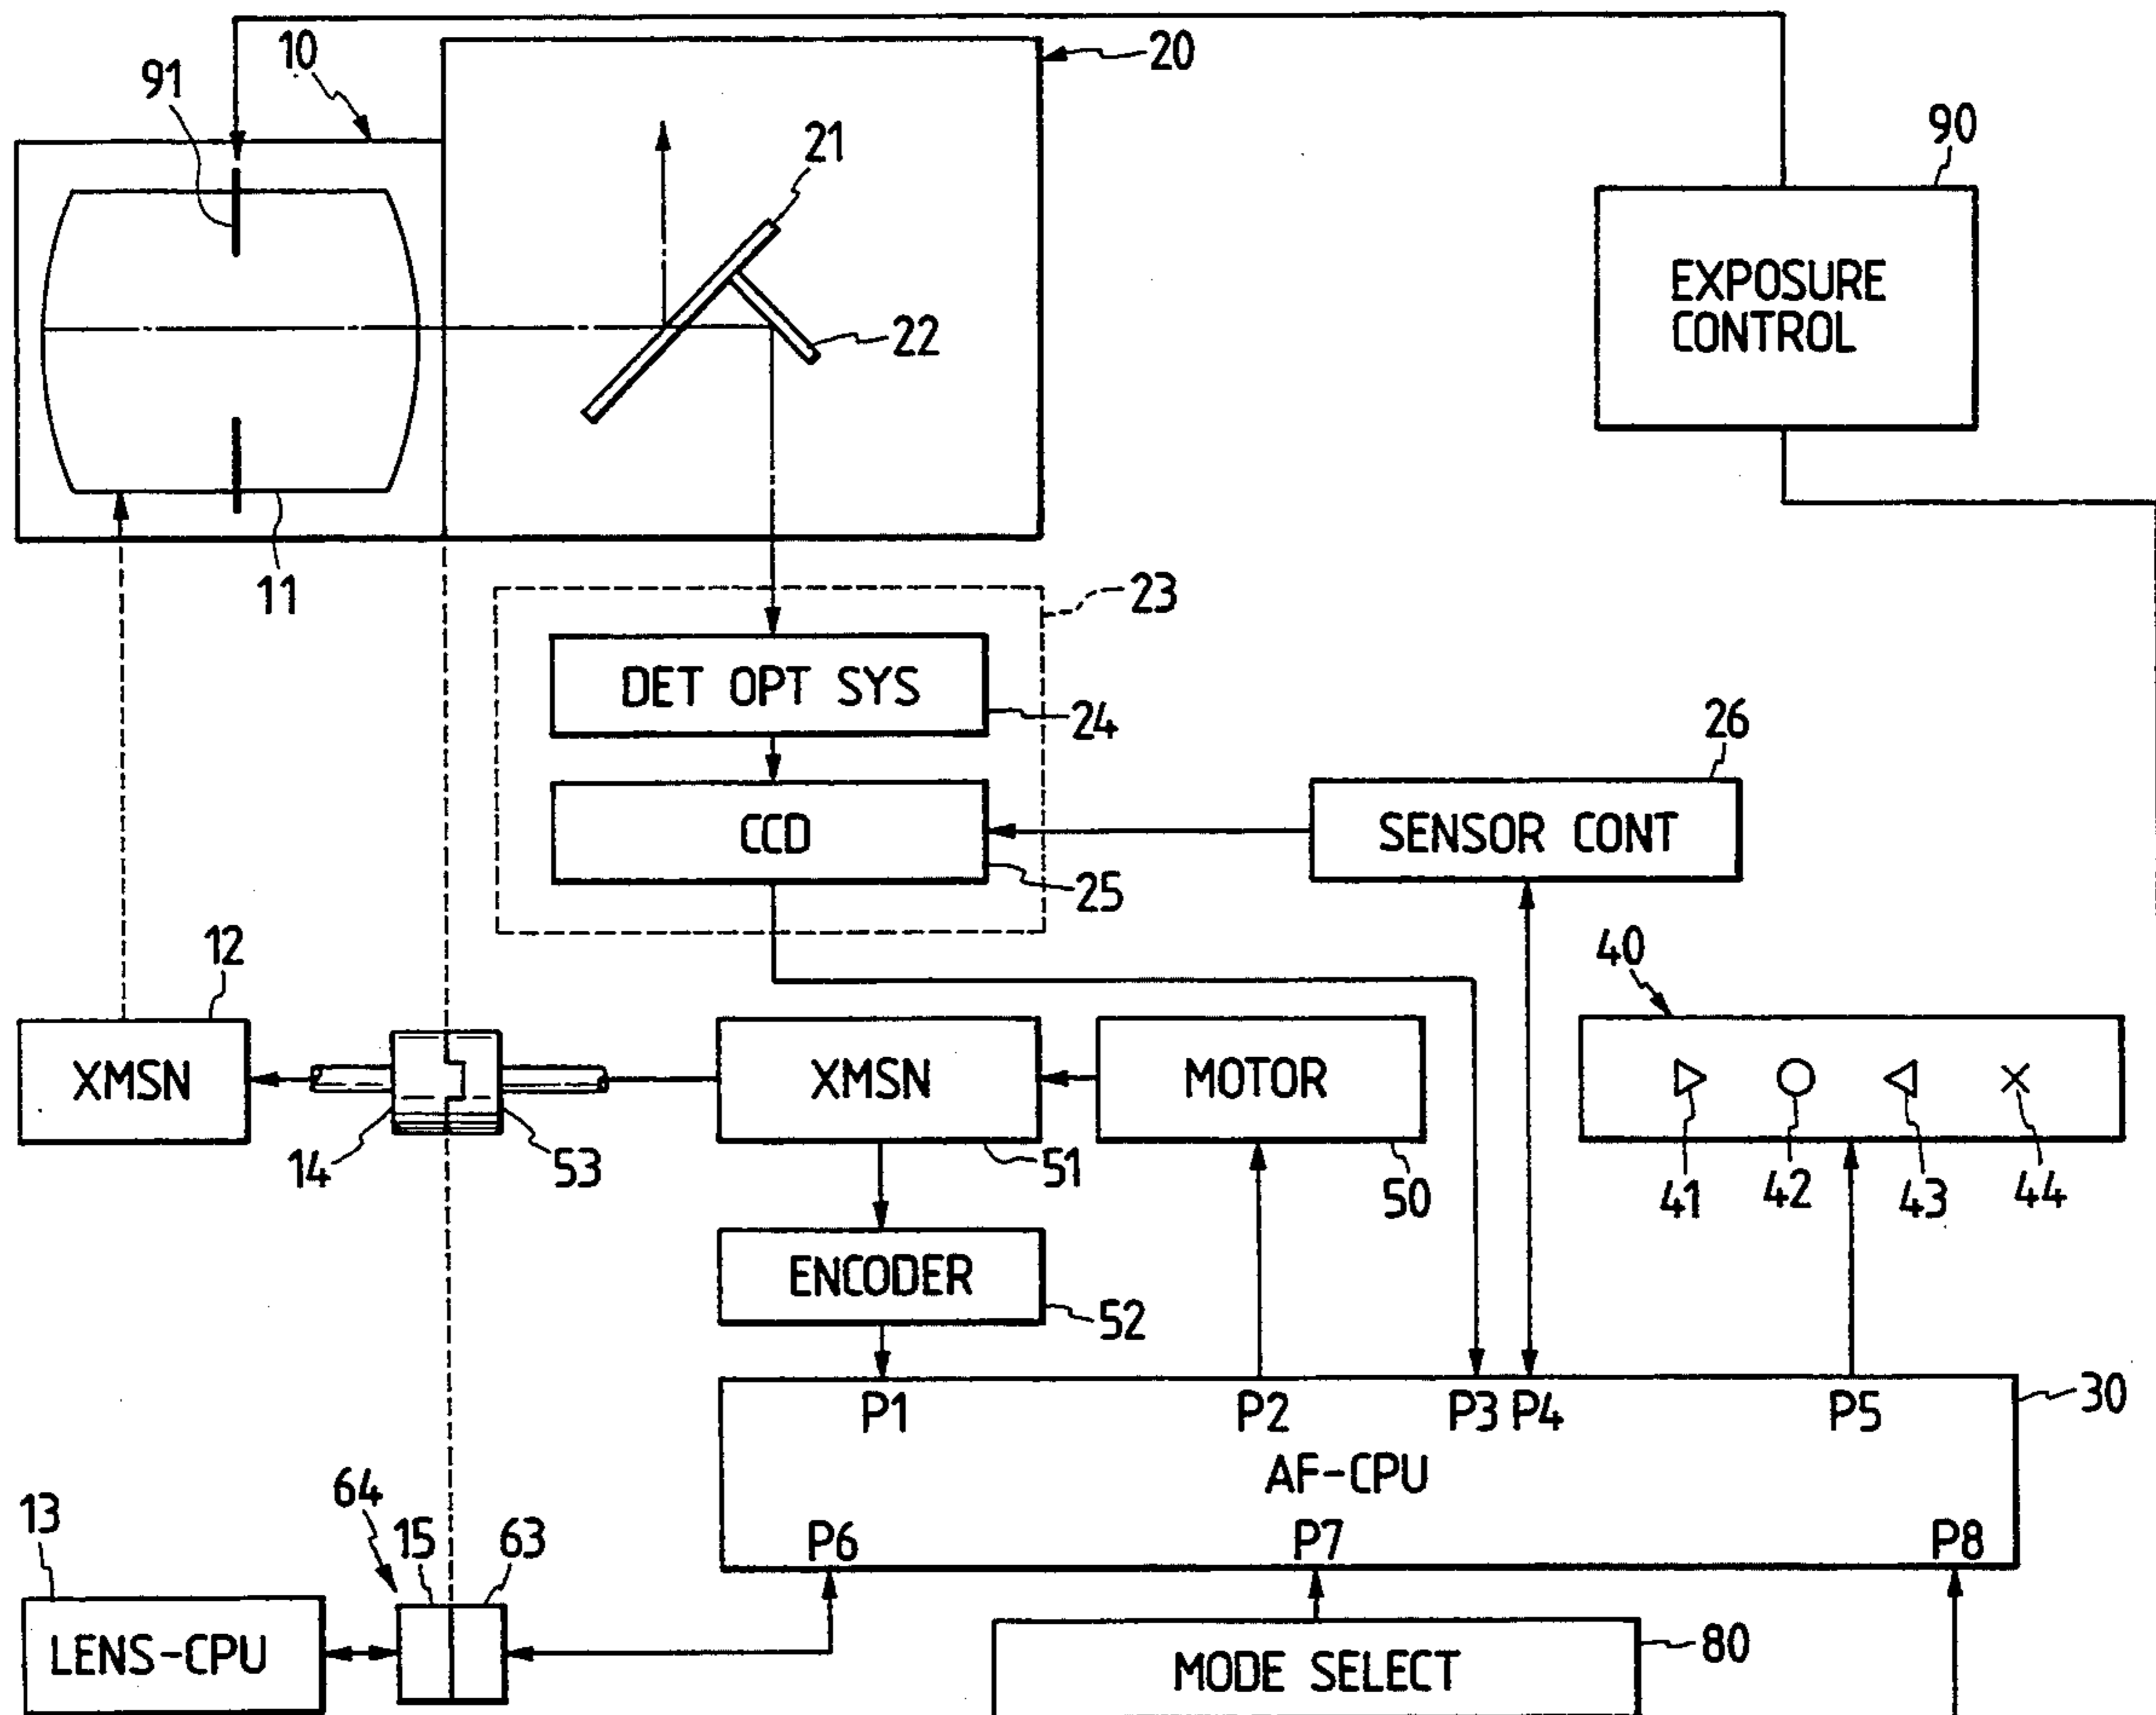 10
20
91
21
90
EXPOSURE
CONTROL
22
11
23
DET OPT SYS
24
26
CCD
SENSOR CONT
25
12
40
XMSN
XMSN
MOTOR
14
53
51
50
41
42
43
44
ENCODER
52
P1
P2
P3
P4
P5
30
AF-CPU
13
64
15
63
P6
P7
P8
LENS-CPU
MODE SELECT
80